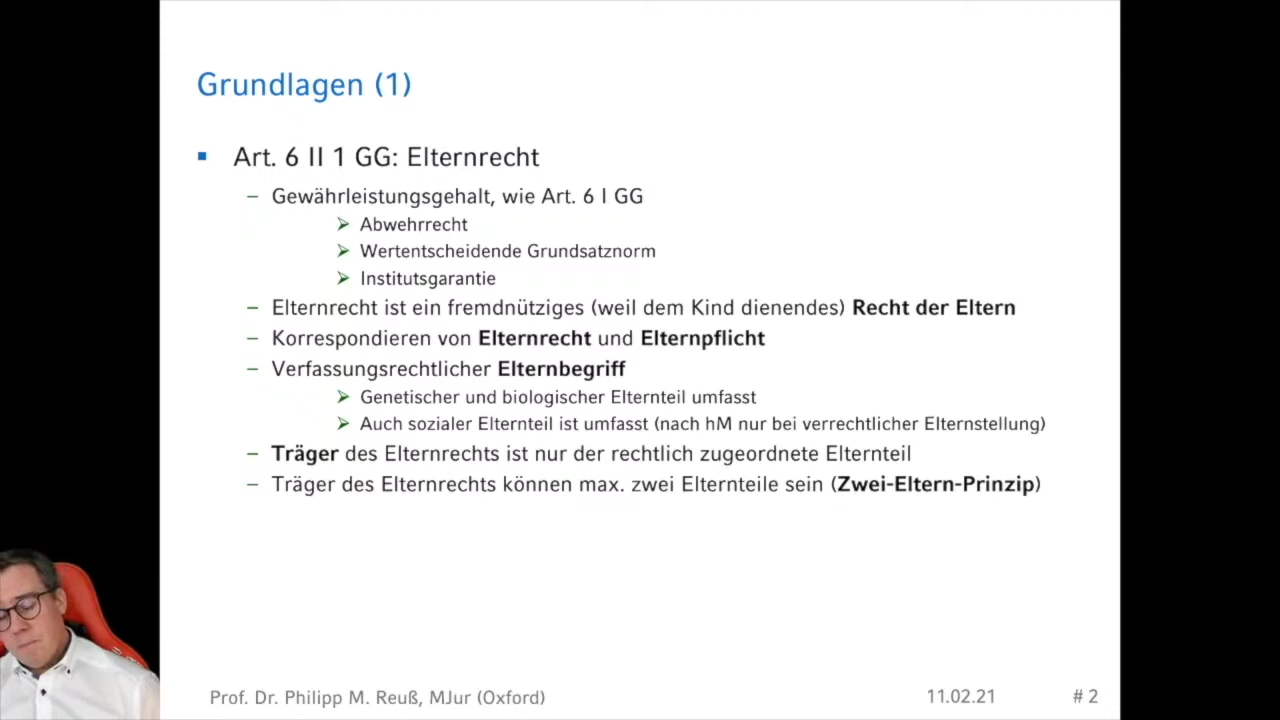 Grundlagen (1)
Art. 6 II 1 GG: Elternrecht
– Gewährleistungsgehalt, wie Art. 6 I GG
Abwehrrecht
Wertentscheidende Grundsatznorm
Institutsgarantie
– Elternrecht ist ein fremdnütziges (weil dem Kind dienendes) Recht der Eltern
– Korrespondieren von Elternrecht und Elternpflicht
– Verfassungsrechtlicher Elternbegriff
Genetischer und biologischer Elternteil umfasst
Auch sozialer Elternteil ist umfasst (nach hM nur bei verrechtlicher Elternstellung)
– Träger des Elternrechts ist nur der rechtlich zugeordnete Elternteil
– Träger des Elternrechts können max. zwei Elternteile sein (Zwei-Eltern-Prinzip)
Prof. Dr. Philipp M. Reuß, MJur (Oxford) 11.02.21 # 2